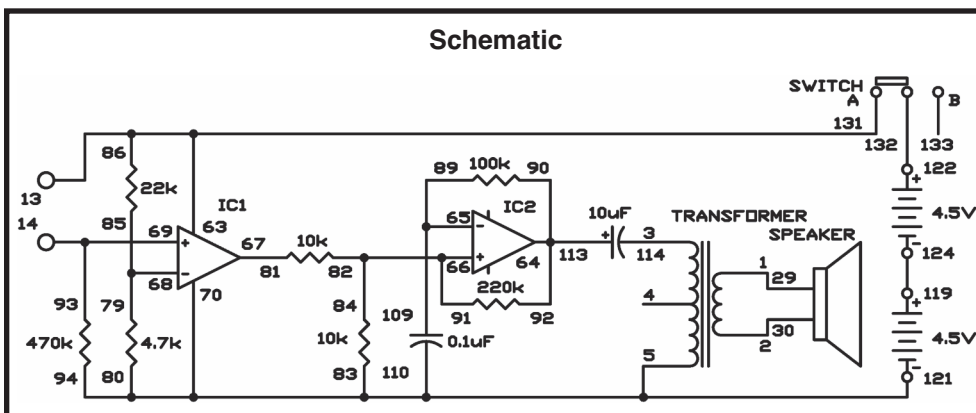 Schematic
SWITCH
A
B
131
132
133
86
89
100k
90
122
13
22k
+
14
85
69
IC1
63
65
IC2
10uF
TRANSFORMER
4.5V
+
67
10k
-
+
3
SPEAKER
-
-
81
82
66
+
64
113
114
1
124
68
70
220k
29
119
93
79
84
109
91
92
4
+
470k
4.7k
10k
0.1uF
30
4.5V
94
80
83
110
5
2
-
121